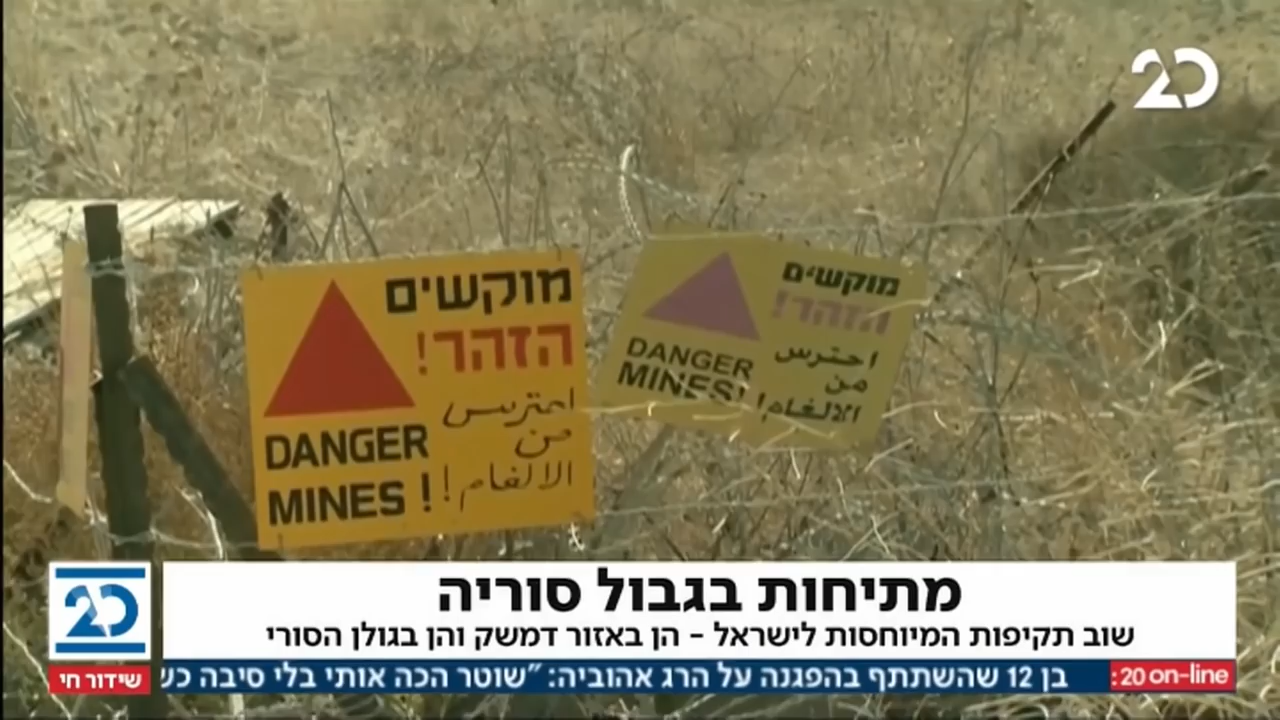 20
מוקשים
הזהר!
احترس
من
الالغام!
DANGER
MINES!
מוקשים
הזהר!
احترس
من
الالغام!
DANGER
MINES!
מתיחות בגבול סוריה
שוב תקיפות המיוחסות לישראל - הן באזור דמשק והן בגולן הסורי
20
שידור חי
20 on-line:
בן 12 שהשתתף בהפגנה על הרג אהוביה: "שוטר הכה אותי בלי סיבה כש